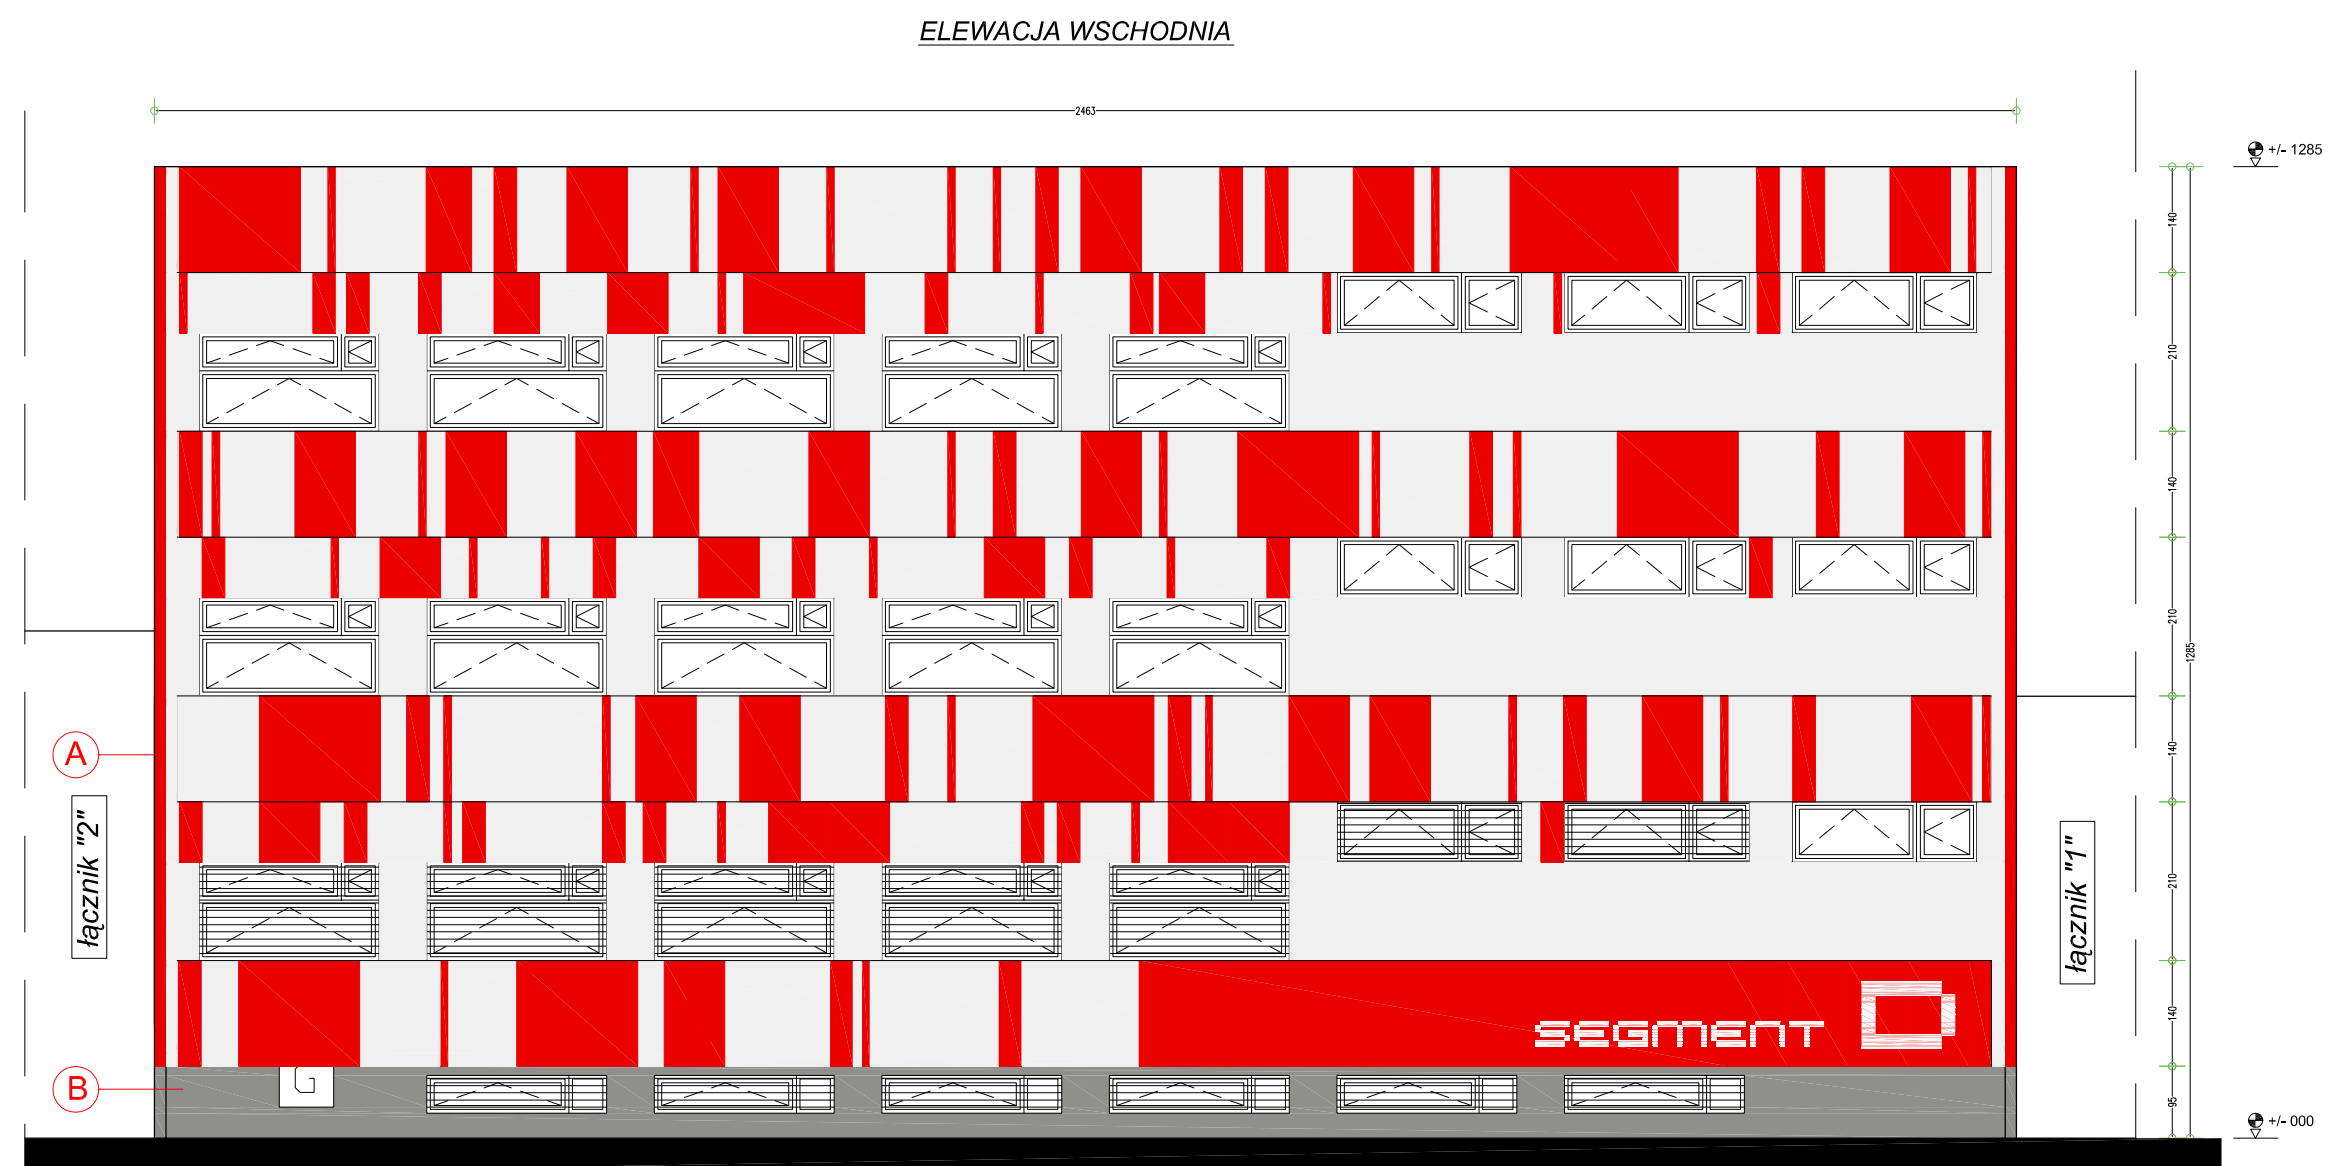 ELEWACJA WSCHODNIA
2463
+/- 1285
140
210
140
210
1285
140
210
140
95
A
łącznik "2"
łącznik "1"
SEGMENT D
B
G
+/- 000